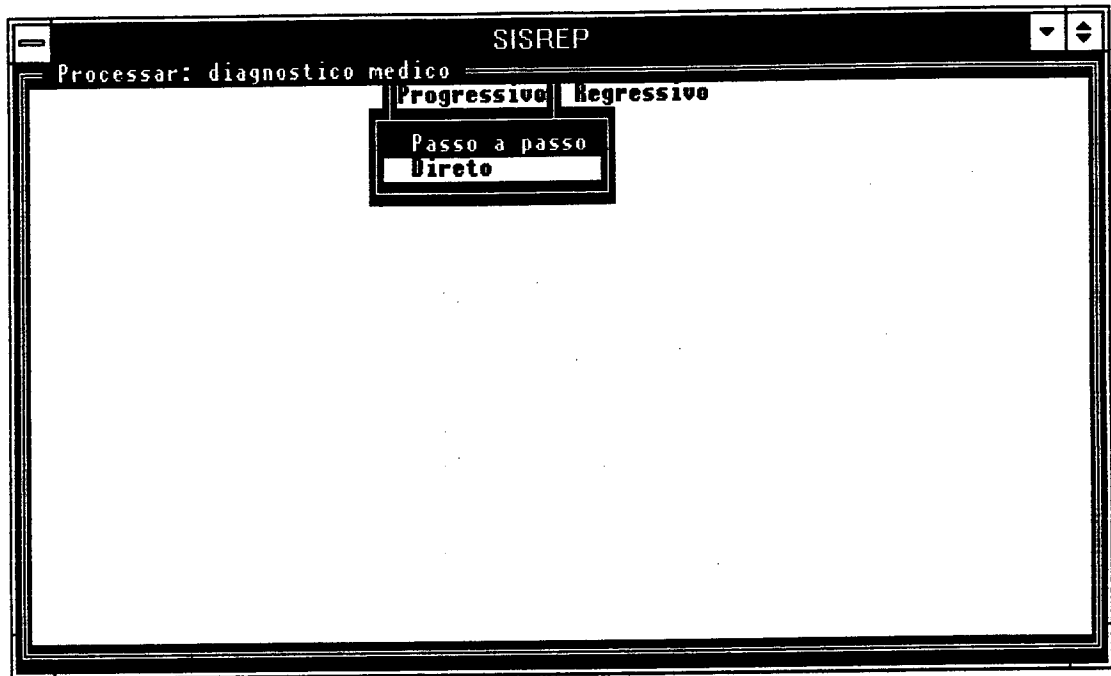 SISREP
Processar: diagnostico medico
Progressivo Regressivo
Passo a passo
Direto